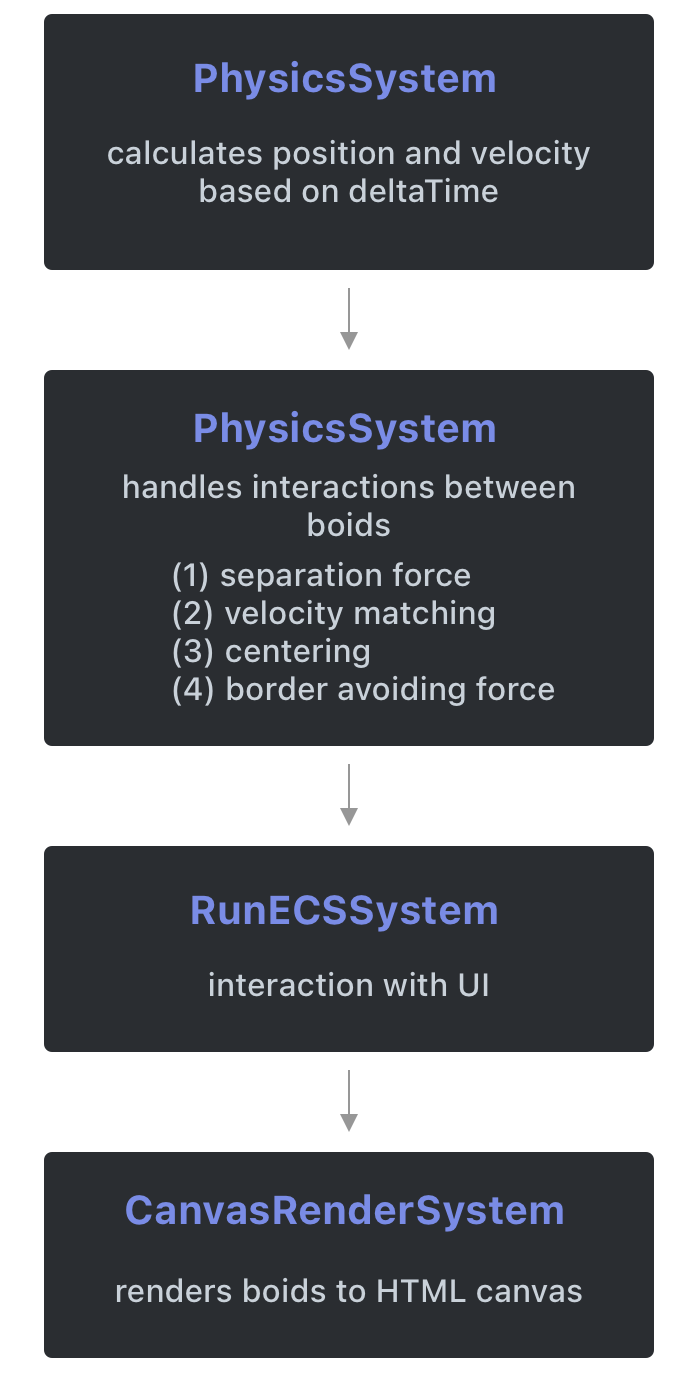 PhysicsSystem
calculates position and velocity
based on deltaTime
PhysicsSystem
handles interactions between
boids
(1) separation force
(2) velocity matching
(3) centering
(4) border avoiding force
RunECSSystem
interaction with UI
CanvasRenderSystem
renders boids to HTML canvas